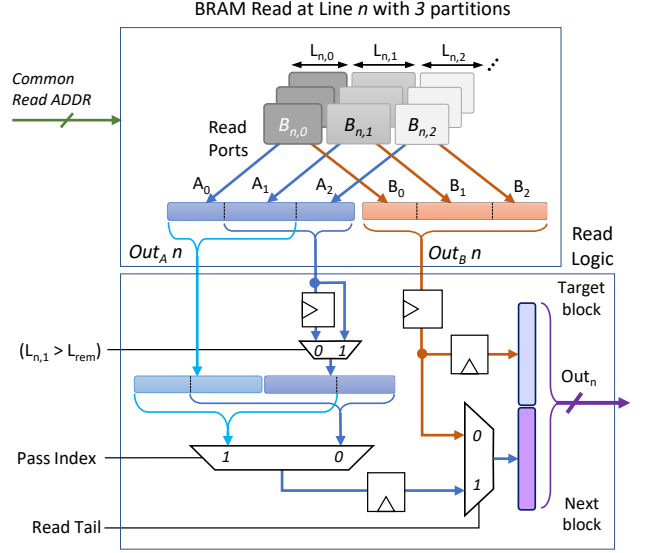 BRAM Read at Line n with 3 partitions
Common
Read ADDR
L_{n,0} L_{n,1} L_{n,2}
Read
Ports
B_{n,0} B_{n,1} B_{n,2}
A_0 A_1 A_2 B_0 B_1 B_2
Out_A n Out_B n
Read
Logic
Target
block
(L_{n,1} > L_{rem})
0 1
Out_n
Pass Index
1 0
0
1
Read Tail
Next
block